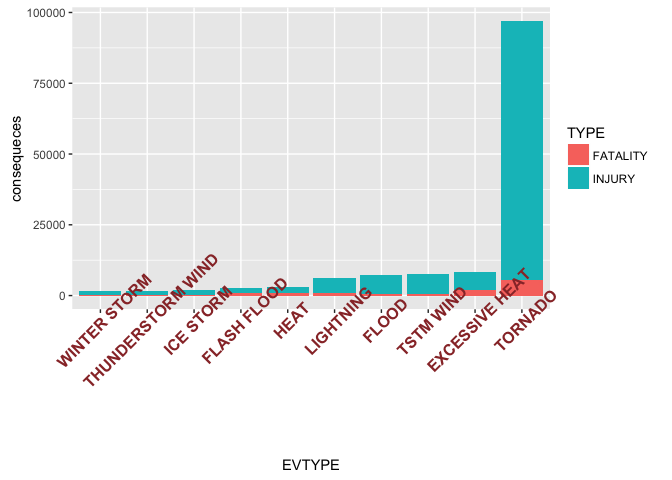 100000
75000
50000
25000
0
consequeces
WINTER STORM
THUNDERSTORM WIND
ICE STORM
FLASH FLOOD
HEAT
LIGHTNING
FLOOD
TSTM WIND
EXCESSIVE HEAT
TORNADO
EVTYPE
TYPE
FATALITY
INJURY